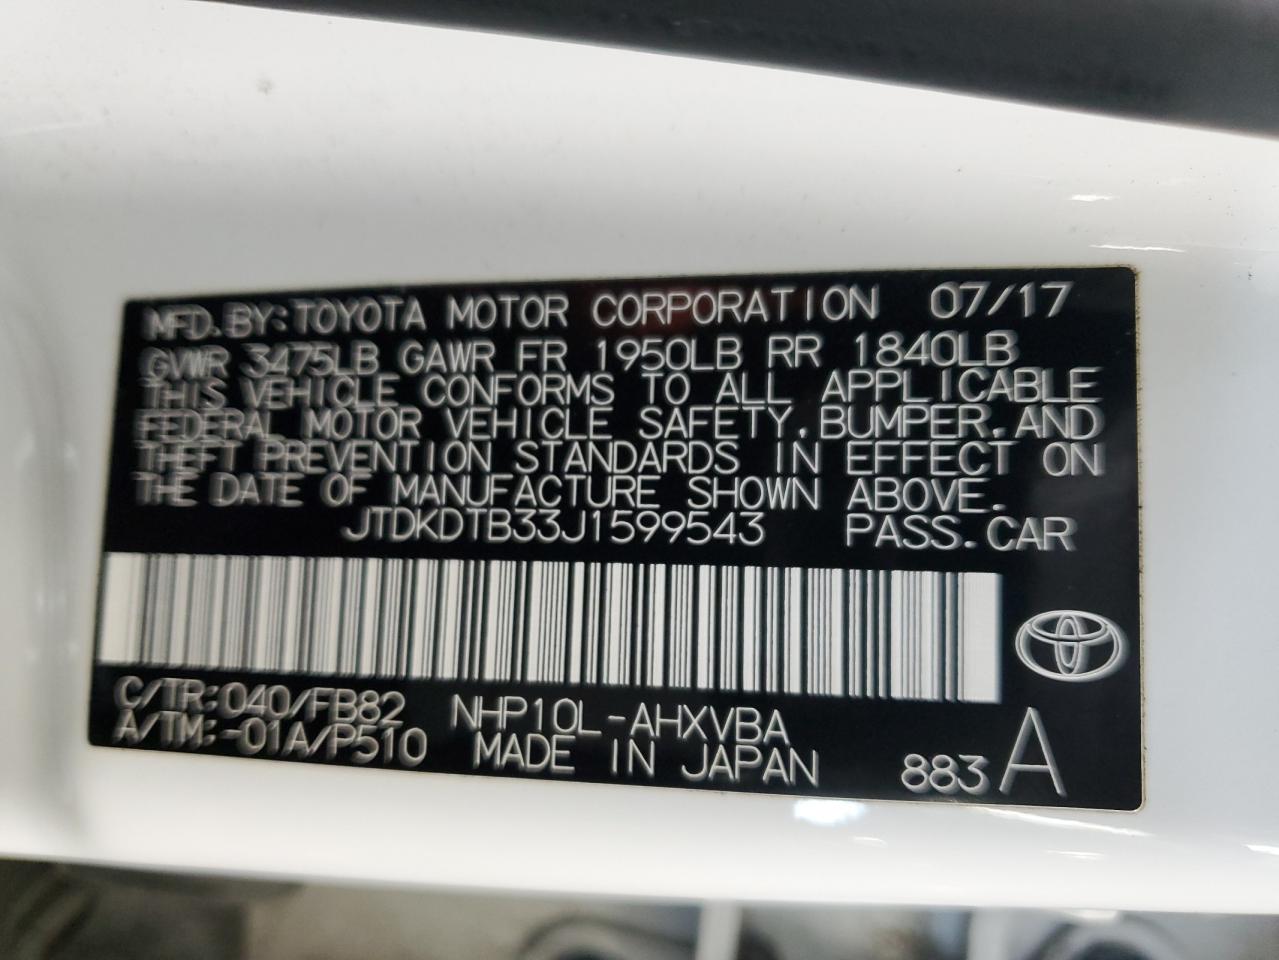 MFD.BY:TOYOTA MOTOR CORPORATION 07/17
GVWR 3475LB GAWR FR 1950LB RR 1840LB
THIS VEHICLE CONFORMS TO ALL APPLICABLE
FEDERAL MOTOR VEHICLE SAFETY,BUMPER,AND
THEFT PREVENTION STANDARDS IN EFFECT ON
THE DATE OF MANUFACTURE SHOWN ABOVE.
JTDKDTB33J1599543 PASS.CAR
C/TR:040/FB82 NHP10L-AHXVBA
A/TM:-01A/P510 MADE IN JAPAN 883 A